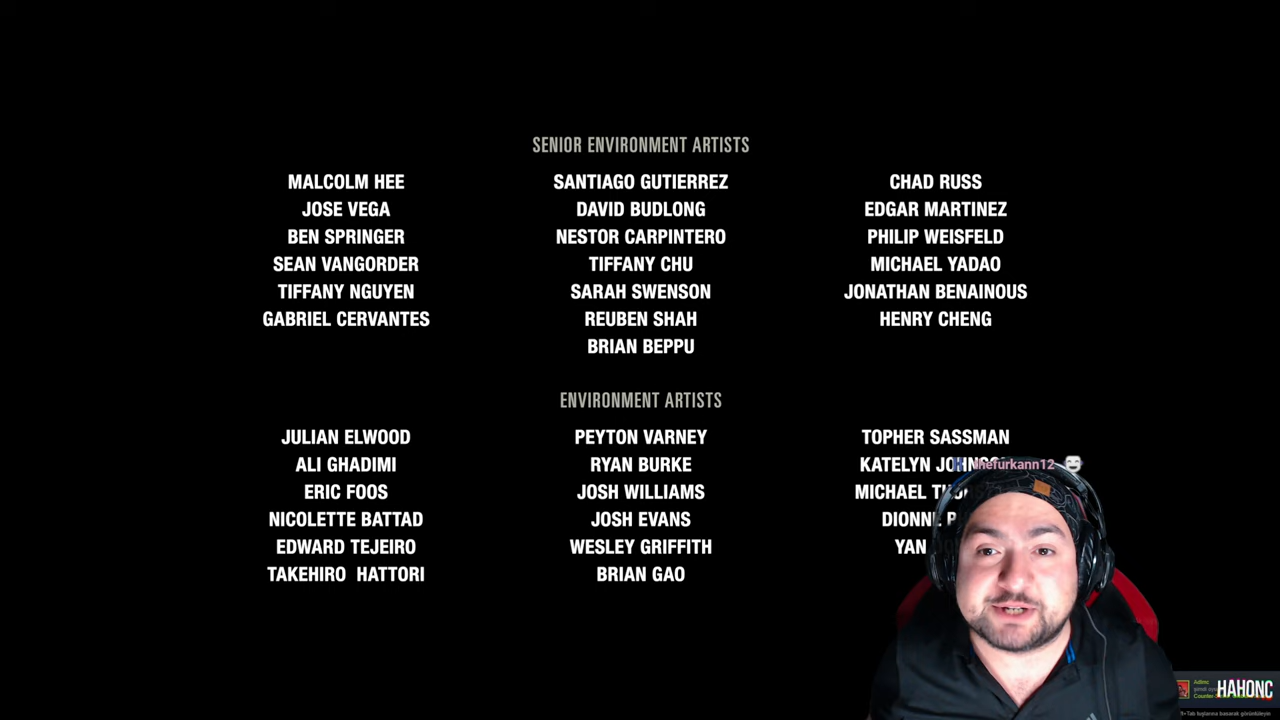 SENIOR ENVIRONMENT ARTISTS
MALCOLM HEE
JOSE VEGA
BEN SPRINGER
SEAN VANGORDER
TIFFANY NGUYEN
GABRIEL CERVANTES
SANTIAGO GUTIERREZ
DAVID BUDLONG
NESTOR CARPINTERO
TIFFANY CHU
SARAH SWENSON
REUBEN SHAH
BRIAN BEPPU
CHAD RUSS
EDGAR MARTINEZ
PHILIP WEISFELD
MICHAEL YADAO
JONATHAN BENAINOUS
HENRY CHENG
ENVIRONMENT ARTISTS
JULIAN ELWOOD
ALI GHADIMI
ERIC FOOS
NICOLETTE BATTAD
EDWARD TEJEIRO
TAKEHIRO HATTORI
PEYTON VARNEY
RYAN BURKE
JOSH WILLIAMS
JOSH EVANS
WESLEY GRIFFITH
BRIAN GAO
TOPHER SASSMAN
KATELYN
MICHAEL
DIONNE
YAN
thefurkann12
HAHONC